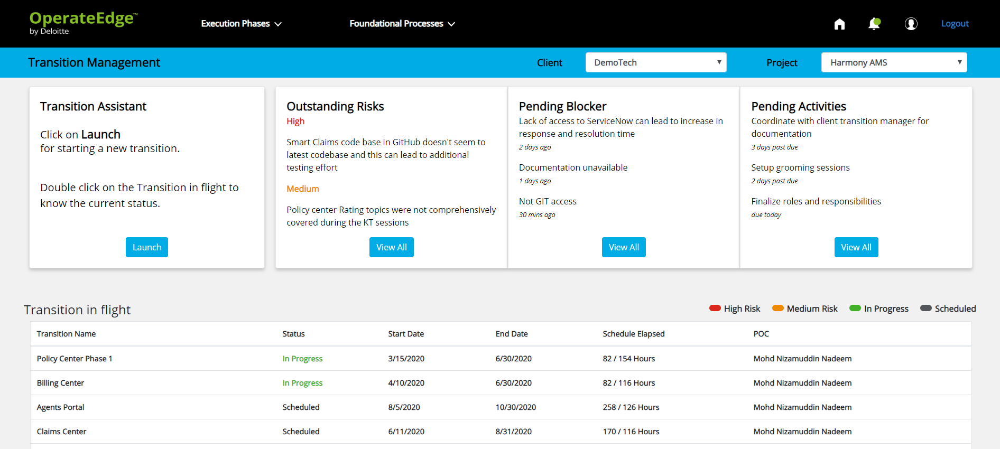 OperateEdge™
by Deloitte
Execution Phases
Foundational Processes
Logout
Transition Management
Client
DemoTech
Project
Harmony AMS
Transition Assistant
Click on Launch
for starting a new transition.
Double click on the Transition in flight to
know the current status.
Launch
Outstanding Risks
High
Smart Claims code base in GitHub doesn't seem to
latest codebase and this can lead to additional
testing effort
Medium
Policy center Rating topics were not comprehensively
covered during the KT sessions
View All
Pending Blocker
Lack of access to ServiceNow can lead to increase in
response and resolution time
2 days ago
Documentation unavailable
1 days ago
Not GIT access
30 mins ago
View All
Pending Activities
Coordinate with client transition manager for
documentation
3 days past due
Setup grooming sessions
2 days past due
Finalize roles and responsibilities
due today
View All
Transition in flight
High Risk Medium Risk In Progress Scheduled
Transition Name Status Start Date End Date Schedule Elapsed POC
Policy Center Phase 1 In Progress 3/15/2020 6/30/2020 82 / 154 Hours Mohd Nizamuddin Nadeem
Billing Center In Progress 4/10/2020 6/30/2020 82 / 116 Hours Mohd Nizamuddin Nadeem
Agents Portal Scheduled 8/5/2020 10/30/2020 258 / 126 Hours Mohd Nizamuddin Nadeem
Claims Center Scheduled 6/11/2020 8/31/2020 170 / 116 Hours Mohd Nizamuddin Nadeem